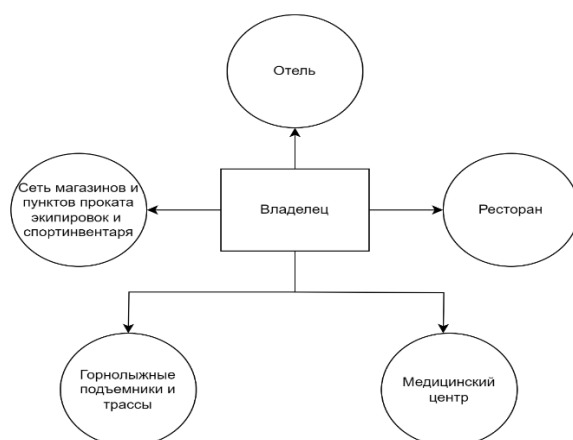 Отель
Сеть магазинов и
пунктов проката
экипировок и
спортинвентаря
Владелец
Ресторан
Горнолыжные
подъемники и
трассы
Медицинский
центр